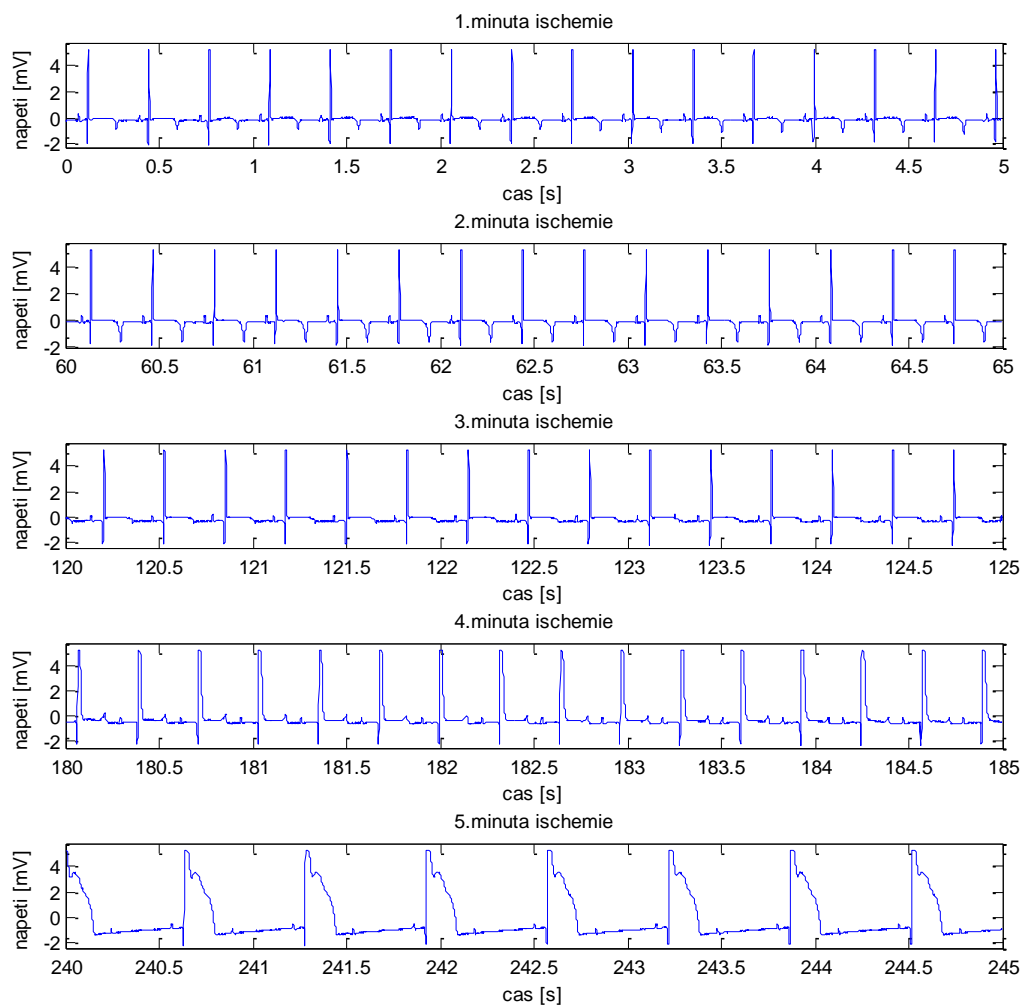 1.minuta ischemie
napeti [mV]
4
2
0
-2
0 0.5 1 1.5 2 2.5 3 3.5 4 4.5 5
cas [s]
2.minuta ischemie
napeti [mV]
4
2
0
-2
60 60.5 61 61.5 62 62.5 63 63.5 64 64.5 65
cas [s]
3.minuta ischemie
napeti [mV]
4
2
0
-2
120 120.5 121 121.5 122 122.5 123 123.5 124 124.5 125
cas [s]
4.minuta ischemie
napeti [mV]
4
2
0
-2
180 180.5 181 181.5 182 182.5 183 183.5 184 184.5 185
cas [s]
5.minuta ischemie
napeti [mV]
4
2
0
-2
240 240.5 241 241.5 242 242.5 243 243.5 244 244.5 245
cas [s]